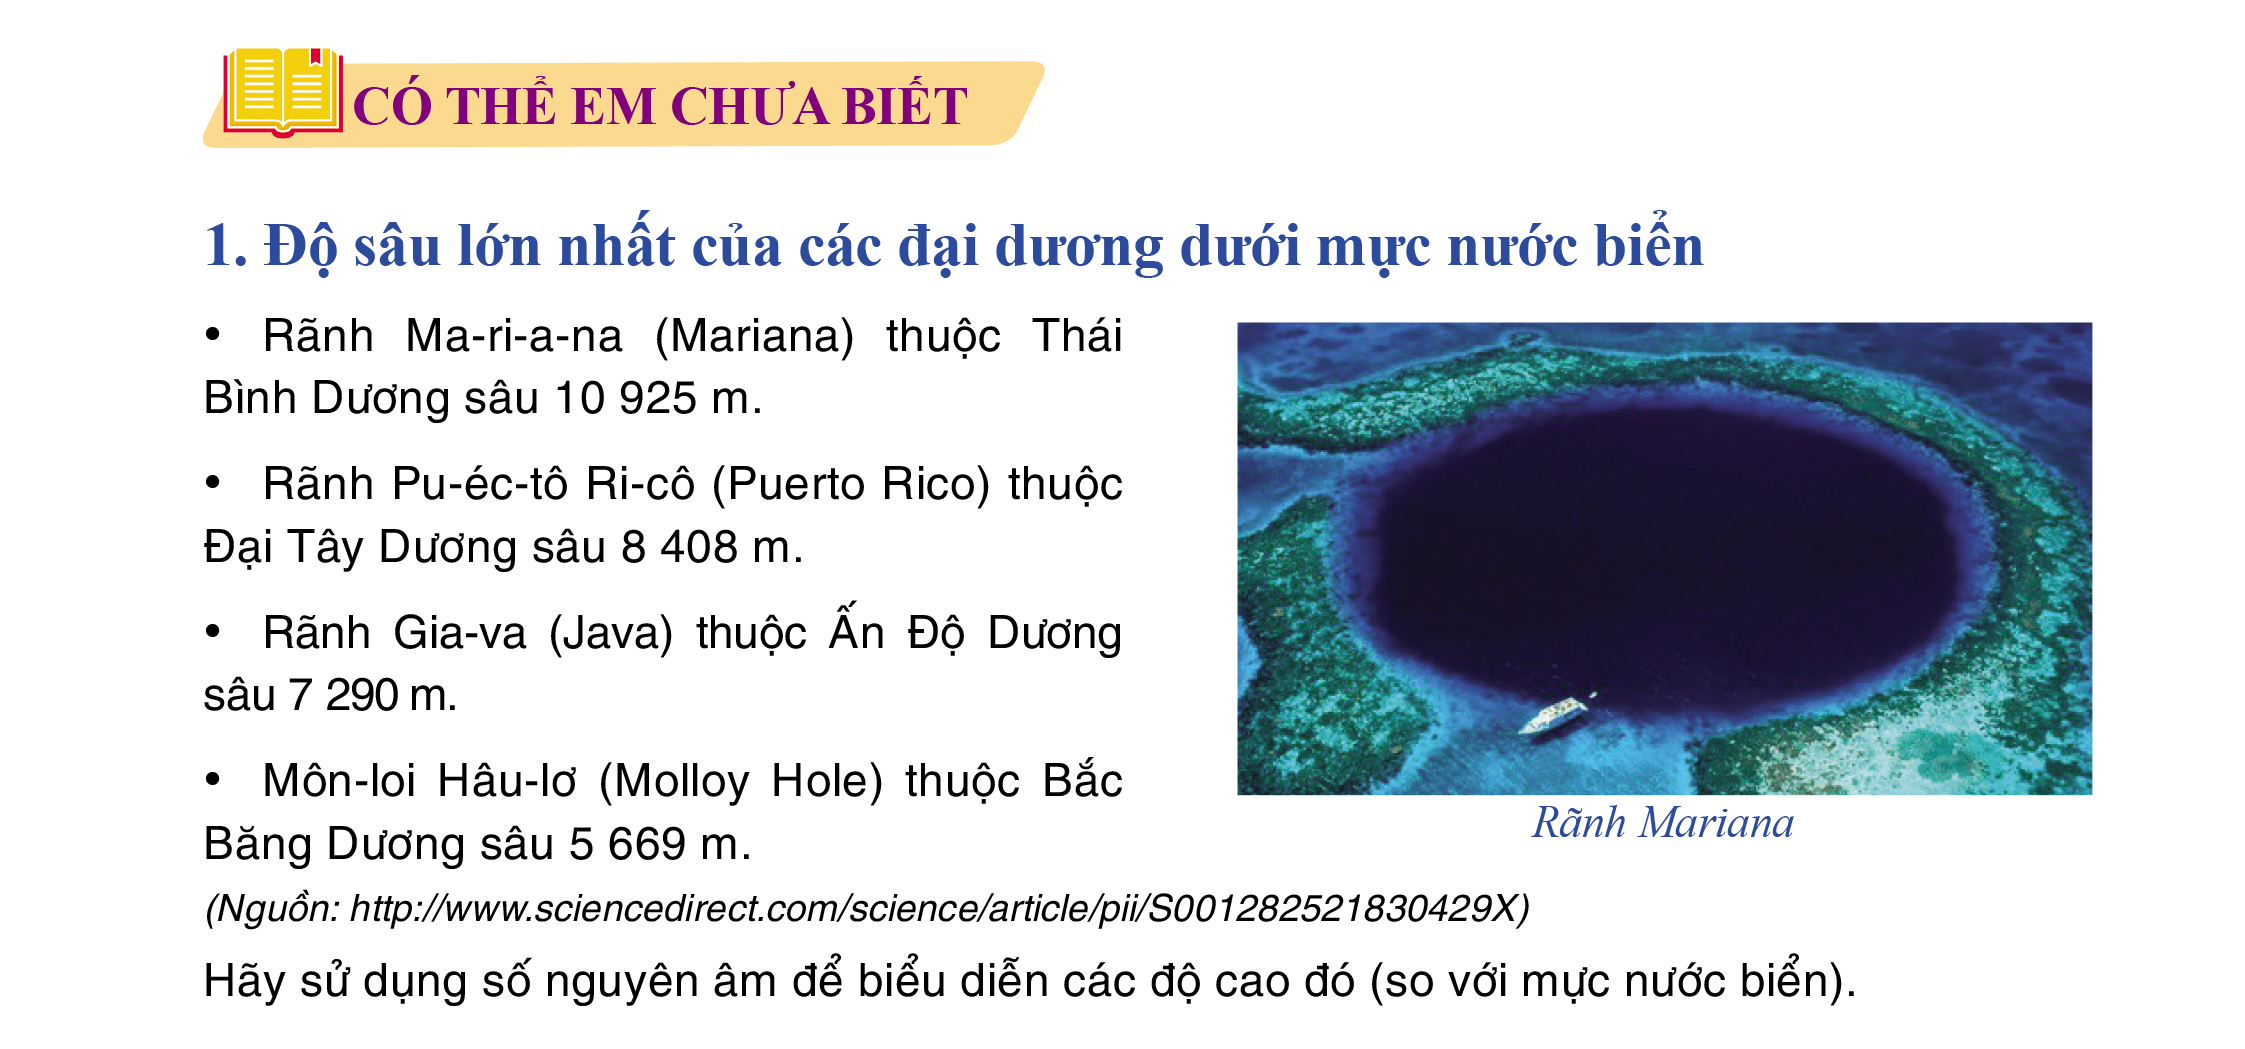 CÓ THỂ EM CHƯA BIẾT
1. Độ sâu lớn nhất của các đại dương dưới mực nước biển
• Rãnh Ma-ri-a-na (Mariana) thuộc Thái
Bình Dương sâu 10 925 m.
• Rãnh Pu-éc-tô Ri-cô (Puerto Rico) thuộc
Đại Tây Dương sâu 8 408 m.
• Rãnh Gia-va (Java) thuộc Ấn Độ Dương
sâu 7 290 m.
• Môn-loi Hâu-lơ (Molloy Hole) thuộc Bắc
Băng Dương sâu 5 669 m.
Rãnh Mariana
(Nguồn: http://www.sciencedirect.com/science/article/pii/S001282521830429X)
Hãy sử dụng số nguyên âm để biểu diễn các độ cao đó (so với mực nước biển).